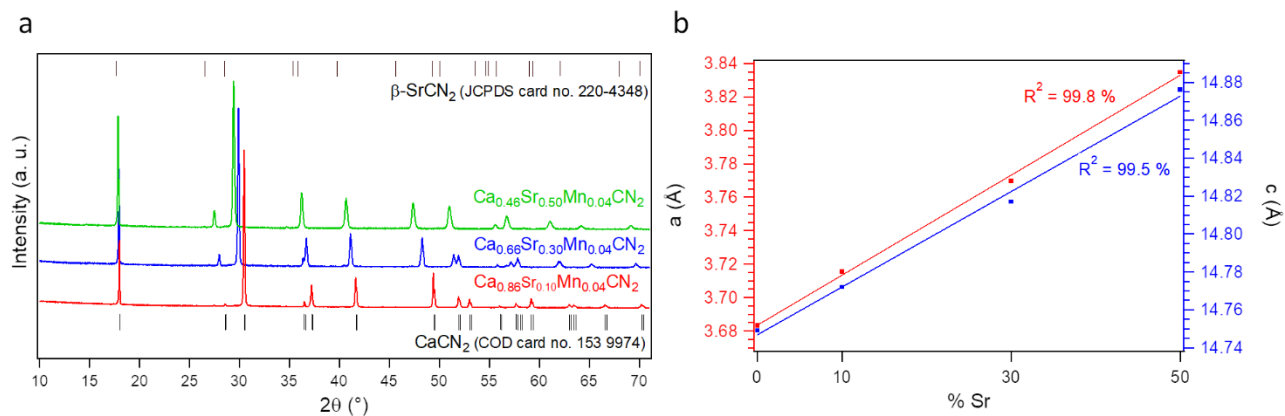 a
β-SrCN₂ (JCPDS card no. 220-4348)
Ca₀.₄₆Sr₀.₅₀Mn₀.₀₄CN₂
Ca₀.₆₆Sr₀.₃₀Mn₀.₀₄CN₂
Ca₀.₈₆Sr₀.₁₀Mn₀.₀₄CN₂
CaCN₂ (COD card no. 153 9974)
Intensity (a. u.)
10 15 20 25 30 35 40 45 50 55 60 65 70
2θ (°)
b
3.84
3.82
3.80
3.78
3.76
3.74
3.72
3.70
3.68
a (Å)
R² = 99.8 %
R² = 99.5 %
14.88
14.86
14.84
14.82
14.80
14.78
14.76
14.74
c (Å)
0 10 30 50
% Sr